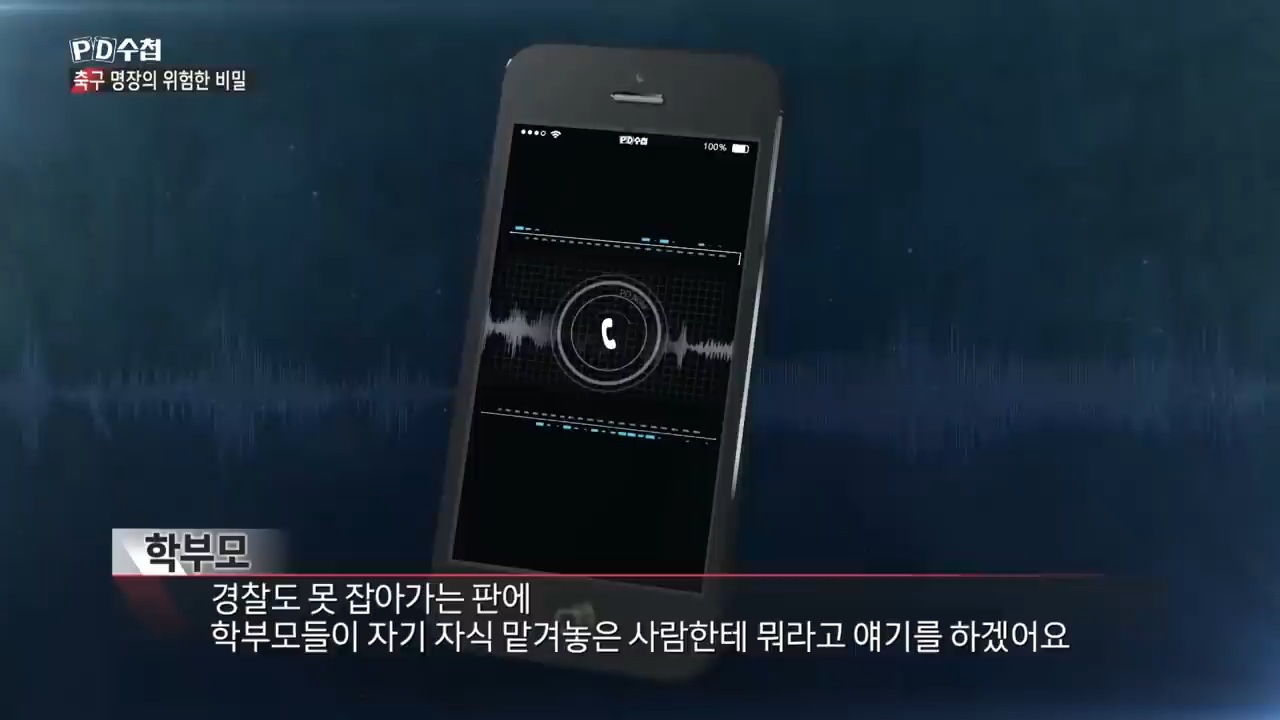 PD수첩
축구 명장의 위험한 비밀
PD수첩
100%
학부모
경찰도 못 잡아가는 판에
학부모들이 자기 자식 맡겨놓은 사람한테 뭐라고 얘기를 하겠어요